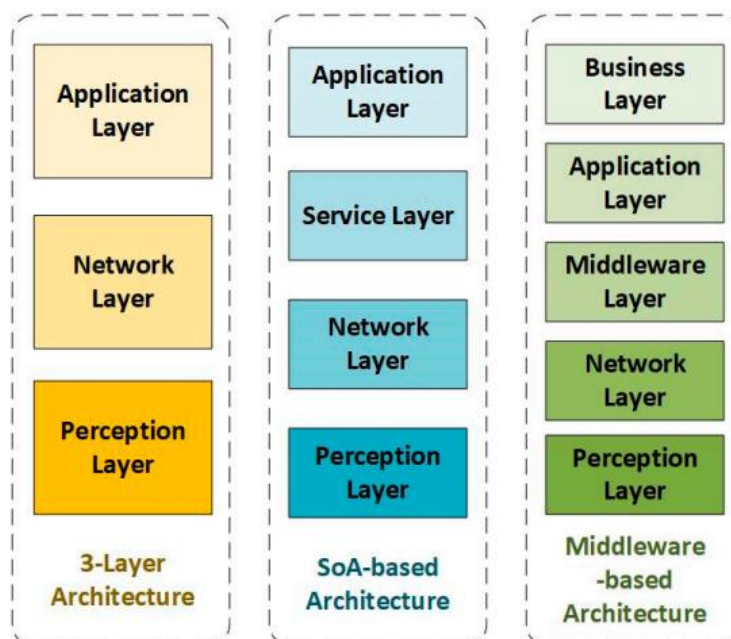 Application
Layer
Network
Layer
Perception
Layer
3-Layer
Architecture
Application
Layer
Service Layer
Network
Layer
Perception
Layer
SoA-based
Architecture
Business
Layer
Application
Layer
Middleware
Layer
Network
Layer
Perception
Layer
Middleware
-based
Architecture